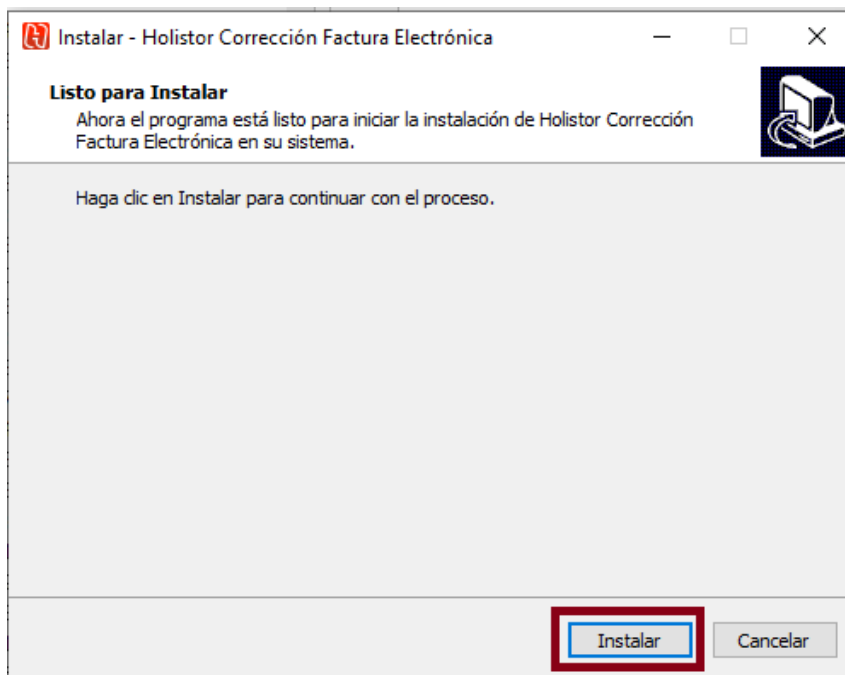 Instalar - Holistor Corrección Factura Electrónica
Listo para Instalar
Ahora el programa está listo para iniciar la instalación de Holistor Corrección
Factura Electrónica en su sistema.
Haga clic en Instalar para continuar con el proceso.
Instalar
Cancelar